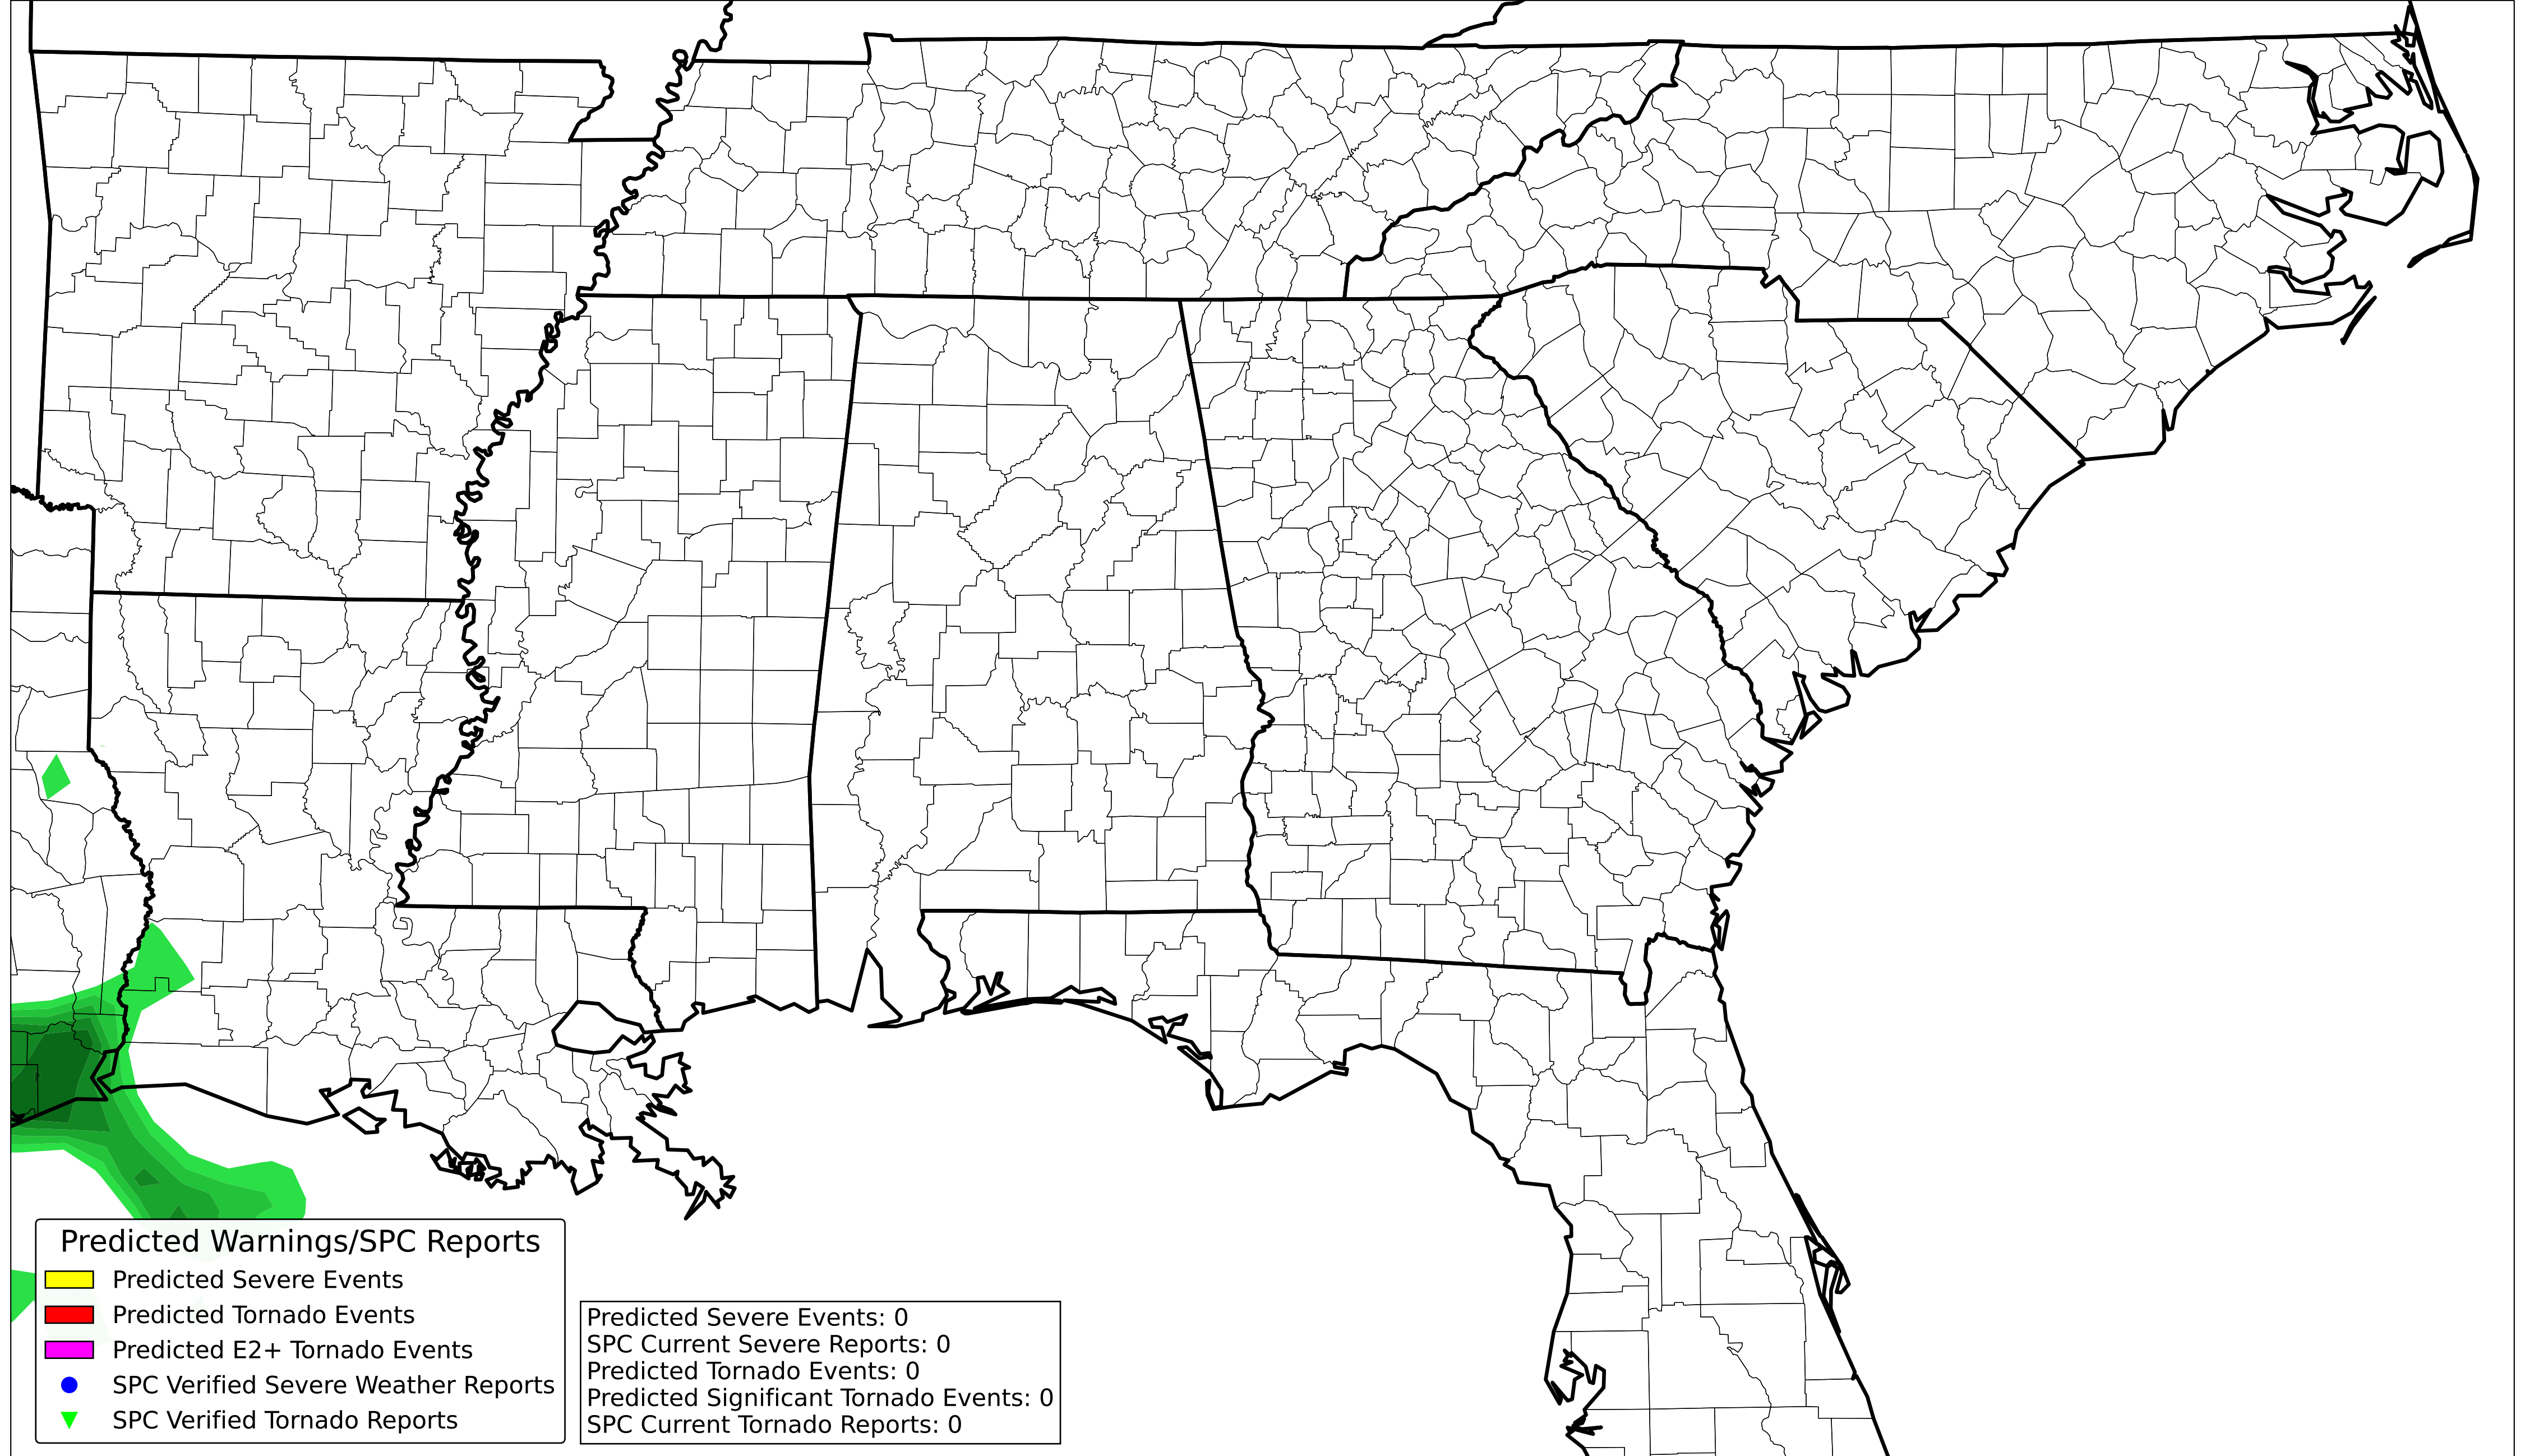 Predicted Warnings/SPC Reports
Predicted Severe Events
Predicted Tornado Events
Predicted E2+ Tornado Events
SPC Verified Severe Weather Reports
SPC Verified Tornado Reports
Predicted Severe Events: 0
SPC Current Severe Reports: 0
Predicted Tornado Events: 0
Predicted Significant Tornado Events: 0
SPC Current Tornado Reports: 0